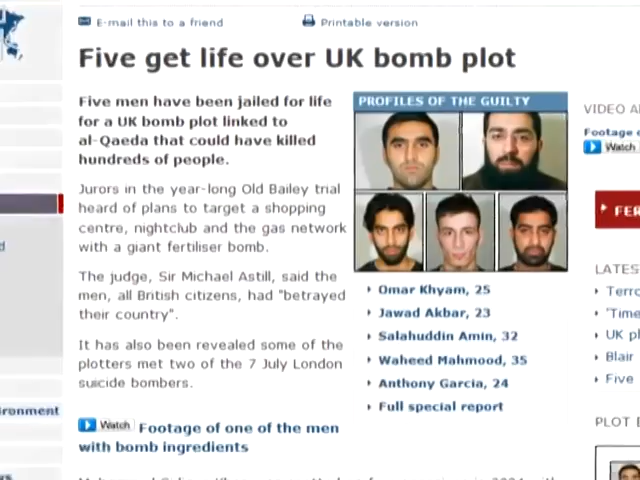 E-mail this to a friend
Printable version
Five get life over UK bomb plot
Five men have been jailed for life
for a UK bomb plot linked to
al-Qaeda that could have killed
hundreds of people.
Jurors in the year-long Old Bailey trial
heard of plans to target a shopping
centre, nightclub and the gas network
with a giant fertiliser bomb.
The judge, Sir Michael Astill, said the
men, all British citizens, had "betrayed
their country".
It has also been revealed some of the
plotters met two of the 7 July London
suicide bombers.
Watch Footage of one of the men
with bomb ingredients
PROFILES OF THE GUILTY
Omar Khyam, 25
Jawad Akbar, 23
Salahuddin Amin, 32
Waheed Mahmood, 35
Anthony Garcia, 24
Full special report
VIDEO
Footage
Watch
FER
LATES
Terro
'Time
UK pl
Blair
Five
PLOT
ironment